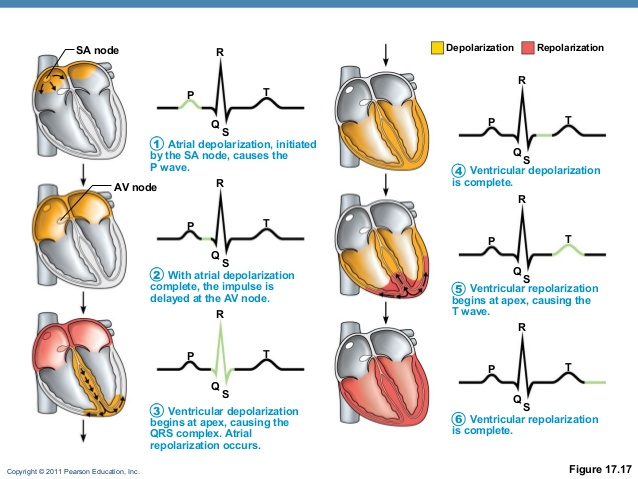 SA node
R
P
T
Q
S
1 Atrial depolarization, initiated
by the SA node, causes the
P wave.
AV node
R
P
T
Q
S
2 With atrial depolarization
complete, the impulse is
delayed at the AV node.
R
P
T
Q
S
3 Ventricular depolarization
begins at apex, causing the
QRS complex. Atrial
repolarization occurs.
Depolarization Repolarization
R
P
T
Q
S
4 Ventricular depolarization
is complete.
R
P
T
Q
S
5 Ventricular repolarization
begins at apex, causing the
T wave.
R
P
T
Q
S
6 Ventricular repolarization
is complete.
Copyright © 2011 Pearson Education, Inc.
Figure 17.17